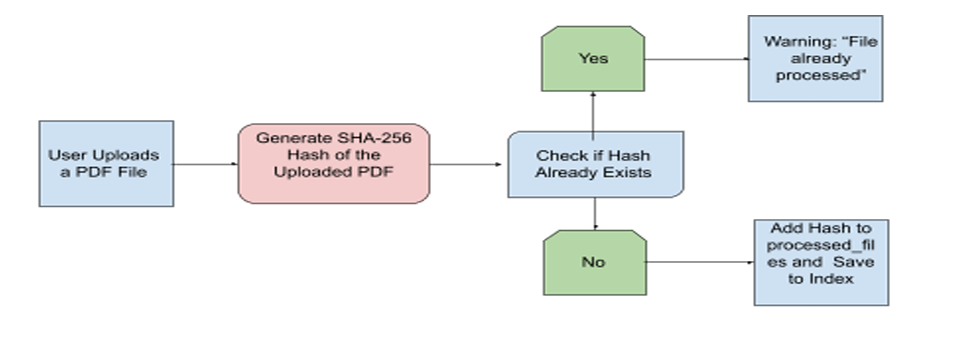 User Uploads
a PDF File
Generate SHA-256
Hash of the
Uploaded PDF
Check if Hash
Already Exists
Yes
Warning: “File
already
processed”
No
Add Hash to
processed_fil
es and  Save
to Index